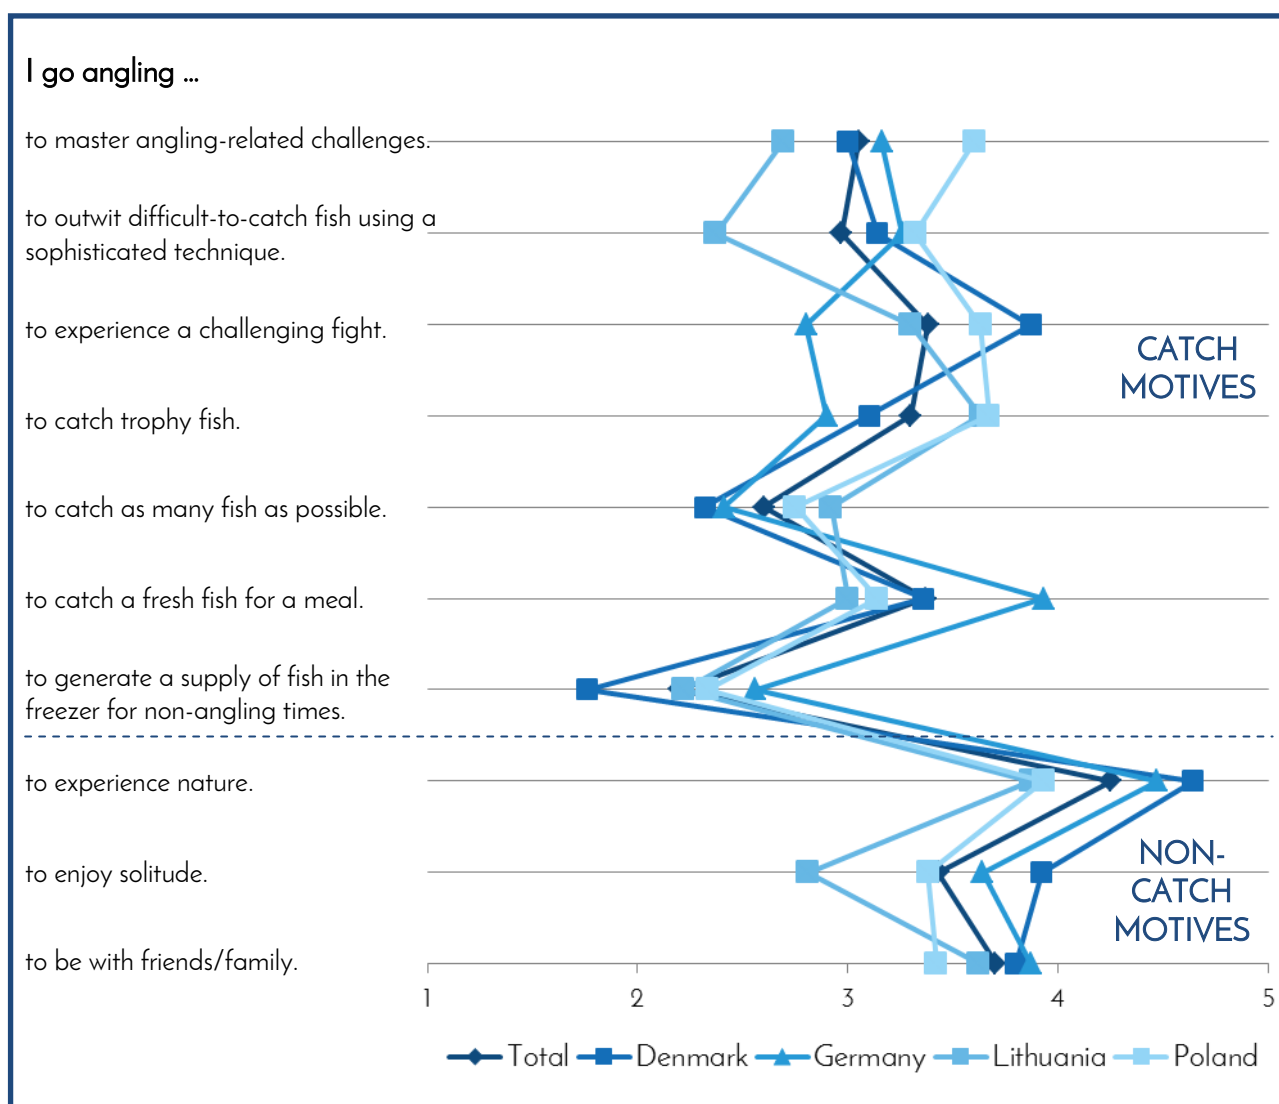 I go angling ...
to master angling-related challenges.
to outwit difficult-to-catch fish using a
sophisticated technique.
to experience a challenging fight.
to catch trophy fish.
to catch as many fish as possible.
to catch a fresh fish for a meal.
to generate a supply of fish in the
freezer for non-angling times.
to experience nature.
to enjoy solitude.
to be with friends/family.
CATCH
MOTIVES
NON-
CATCH
MOTIVES
1 2 3 4 5
Total Denmark Germany Lithuania Poland